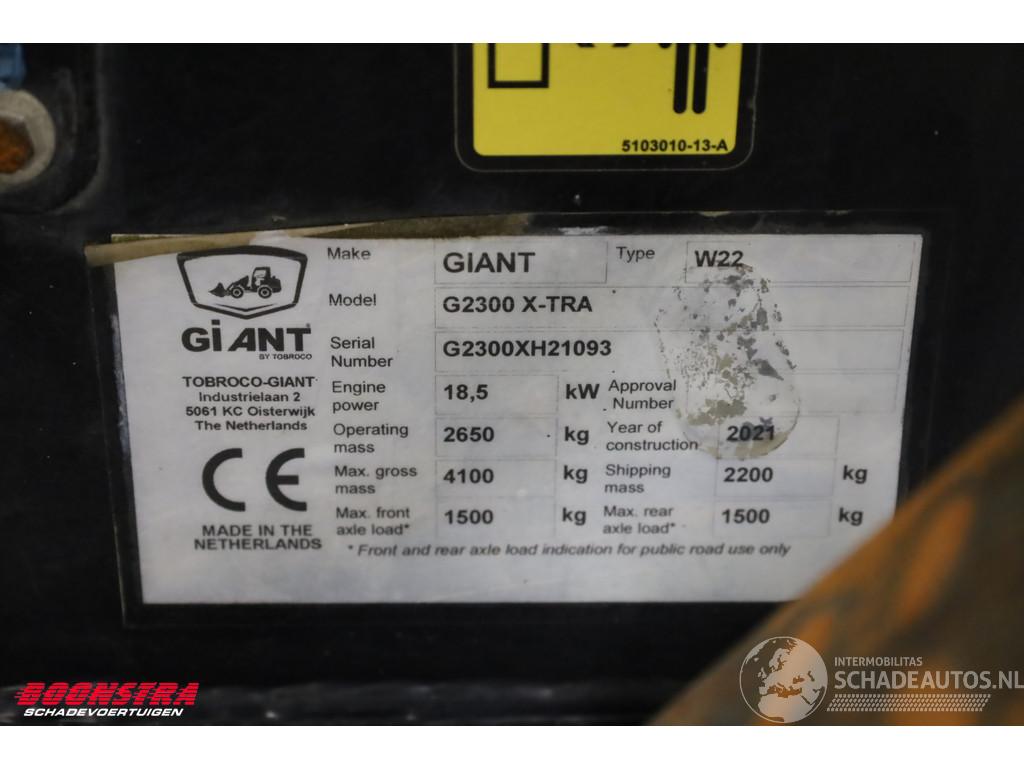 5103010-13-A
Make GIANT Type W22
Model G2300 X-TRA
GiANT
BY TOBROCO
Serial Number G2300XH21093
TOBROCO-GIANT
Industrielaan 2
5061 KC Oisterwijk
The Netherlands
Engine power 18,5 kW Approval Number
Operating mass 2650 kg Year of construction 2021
CE
Max. gross mass 4100 kg Shipping mass 2200 kg
Max. front axle load* 1500 kg Max. rear axle load* 1500 kg
MADE IN THE
NETHERLANDS
* Front and rear axle load indication for public road use only
BOONSTRA
SCHADEVOERTUIGEN
INTERMOBILITAS
SCHADEAUTOS.NL